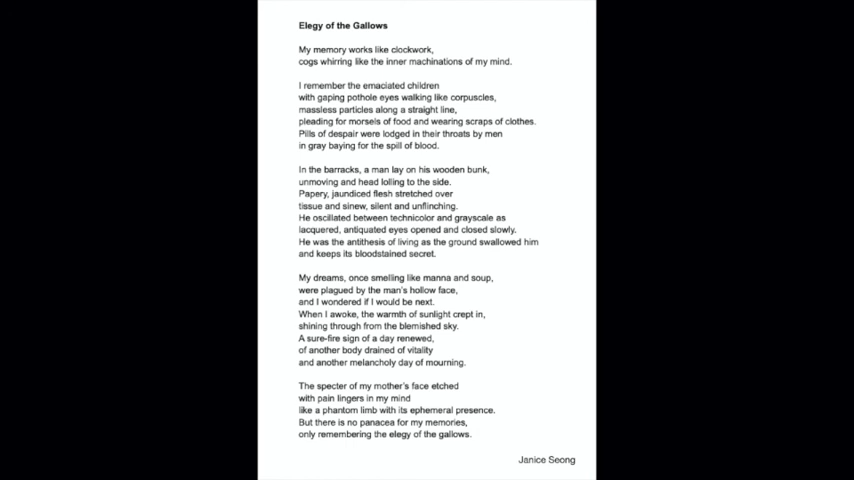 Elegy of the Gallows
My memory works like clockwork,
cogs whirring like the inner machinations of my mind.
I remember the emaciated children
with gaping pothole eyes walking like corpuscles,
massless particles along a straight line,
pleading for morsels of food and wearing scraps of clothes.
Pills of despair were lodged in their throats by men
in gray baying for the spill of blood.
In the barracks, a man lay on his wooden bunk,
unmoving and head lolling to the side.
Papery, jaundiced flesh stretched over
tissue and sinew, silent and unflinching.
He oscillated between technicolor and grayscale as
lacquered, antiquated eyes opened and closed slowly.
He was the antithesis of living as the ground swallowed him
and keeps its bloodstained secret.
My dreams, once smelling like manna and soup,
were plagued by the man's hollow face,
and I wondered if I would be next.
When I awoke, the warmth of sunlight crept in,
shining through from the blemished sky.
A sure-fire sign of a day renewed,
of another body drained of vitality
and another melancholy day of mourning.
The specter of my mother's face etched
with pain lingers in my mind
like a phantom limb with its ephemeral presence.
But there is no panacea for my memories,
only remembering the elegy of the gallows.
Janice Seong